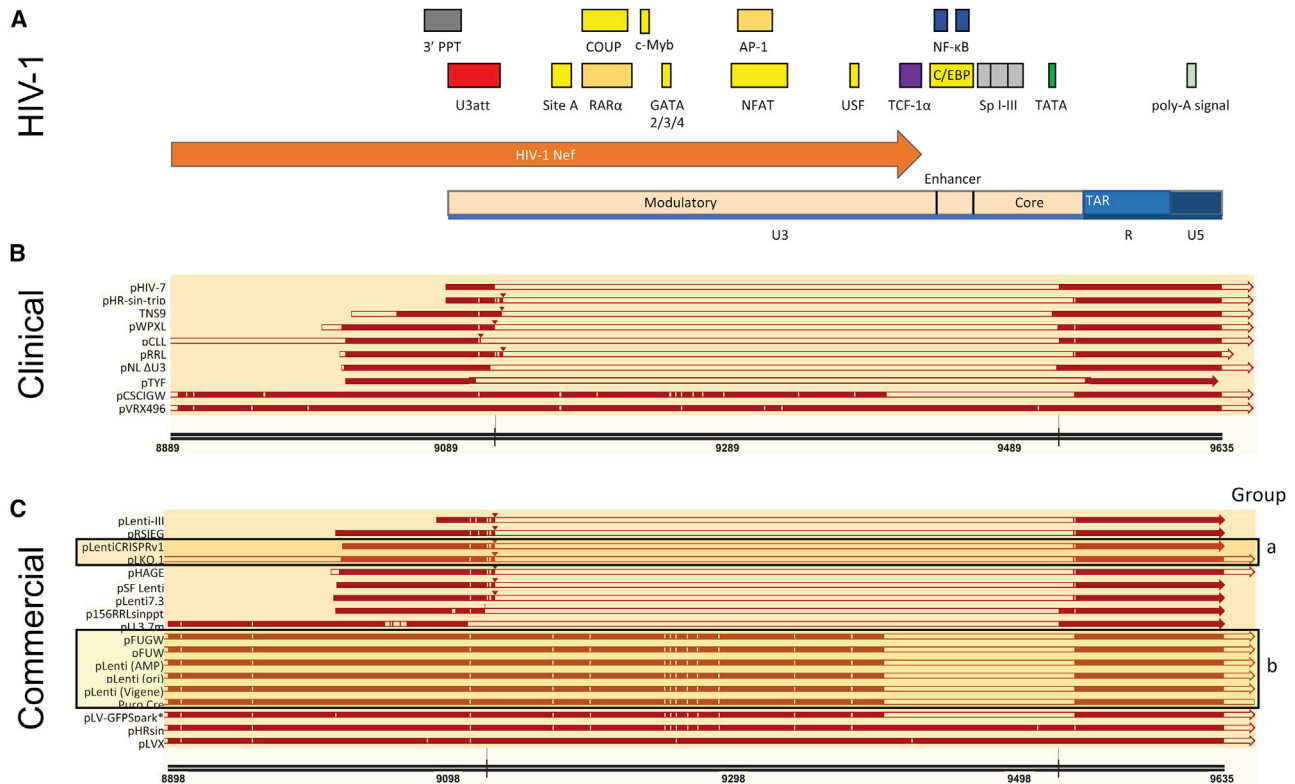 A
HIV-1
3' PPT
COUP
c-Myb
AP-1
NF-κB
C/EBP
U3att
Site A
RARα
GATA
2/3/4
NFAT
USF
TCF-1α
Sp I-III
TATA
poly-A signal
HIV-1 Nef
Enhancer
Modulatory
Core
TAR
U3
R
U5
B
Clinical
pHIV-7
pHR-sin-trip
TNS9
pWPXL
pCLL
pRRL
pNL ΔU3
pTYF
pCSCIGW
pVRX496
8889
9089
9289
9489
9635
C
Commercial
Group
pLenti-III
pRSIEG
pLentiCRISPRv1
a
pLKO.1
pHAGE
pSF Lenti
pLenti7.3
p156RRLsinppt
pLL3.7m
pFUGW
pFUW
pLenti (AMP)
b
pLenti (ori)
pLenti (Vigene)
Puro.Cre
pLV-GFPSpark*
pHRsin
pLVX
8898
9098
9298
9498
9635